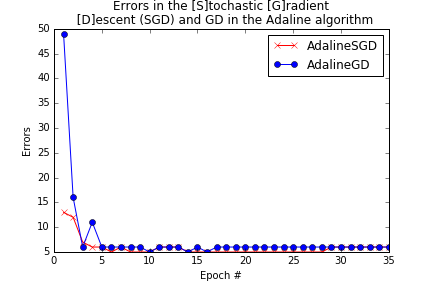 Errors in the [S]tochastic [G]radient
[D]escent (SGD) and GD in the Adaline algorithm
50
45
40
35
30
25
20
15
10
5
Errors
AdalineSGD
AdalineGD
0 5 10 15 20 25 30 35
Epoch #